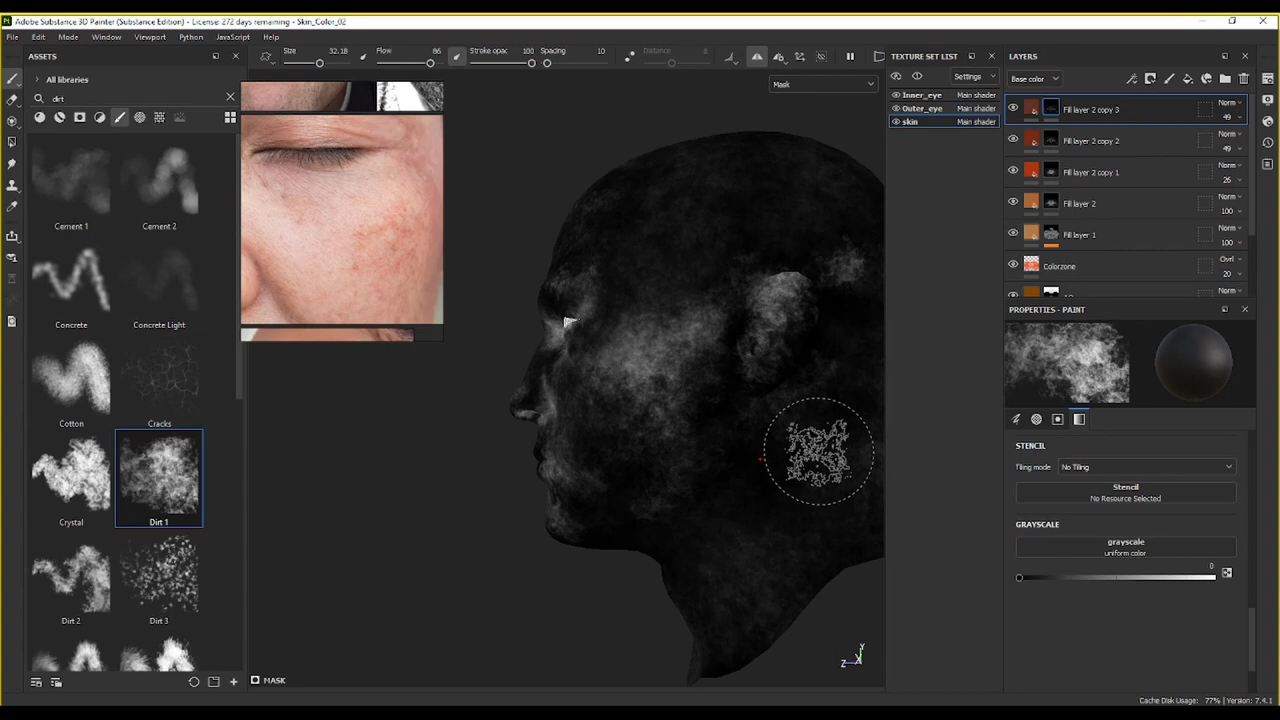 Adobe Substance 3D Painter (Substance Edition) - License: 272 days remaining - Skin_Color_02
File Edit Mode Window Viewport Python JavaScript Help
ASSETS
All libraries
dirt
Cement 1 Cement 2
Concrete Concrete Light
Cotton Cracks
Crystal Dirt 1
Dirt 2 Dirt 3
Size 32.18 Flow 86 Stroke opac 100 Spacing 10 Distance 8
Mask
MASK
Y
Z X
TEXTURE SET LIST
Settings
Inner_eye Main shader
Outer_eye Main shader
skin Main shader
LAYERS
Base color
Fill layer 2 copy 3 Norm 49
Fill layer 2 copy 2 Norm 49
Fill layer 2 copy 1 Norm 26
Fill layer 2 Norm 100
Fill layer 1 Norm 100
Colorzone Ovrl 20
Norm
PROPERTIES - PAINT
STENCIL
Tiling mode No Tiling
Stencil
No Resource Selected
GRAYSCALE
grayscale
uniform color
0
Cache Disk Usage: 77% | Version: 7.4.1